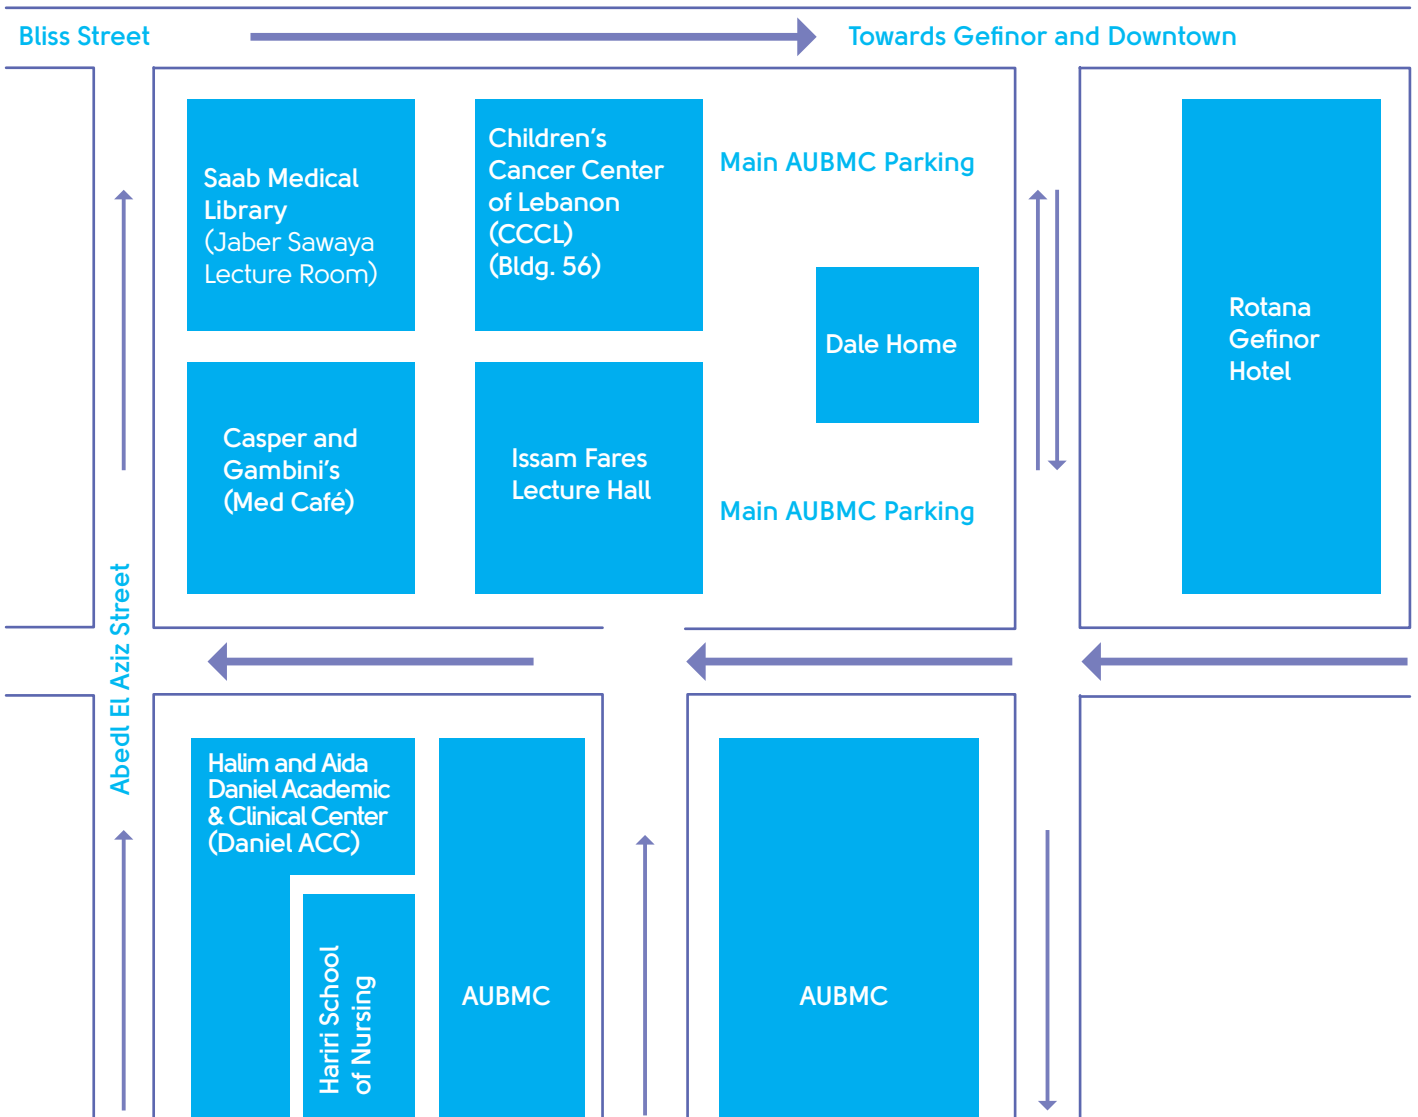 Bliss Street
Towards Gefinor and Downtown
Saab Medical
Library
(Jaber Sawaya
Lecture Room)
Children's
Cancer Center
of Lebanon
(CCCL)
(Bldg. 56)
Main AUBMC Parking
Dale Home
Rotana
Gefinor
Hotel
Casper and
Gambini's
(Med Café)
Issam Fares
Lecture Hall
Main AUBMC Parking
Abedl El Aziz Street
Halim and Aida
Daniel Academic
& Clinical Center
(Daniel ACC)
Hariri School
of Nursing
AUBMC
AUBMC